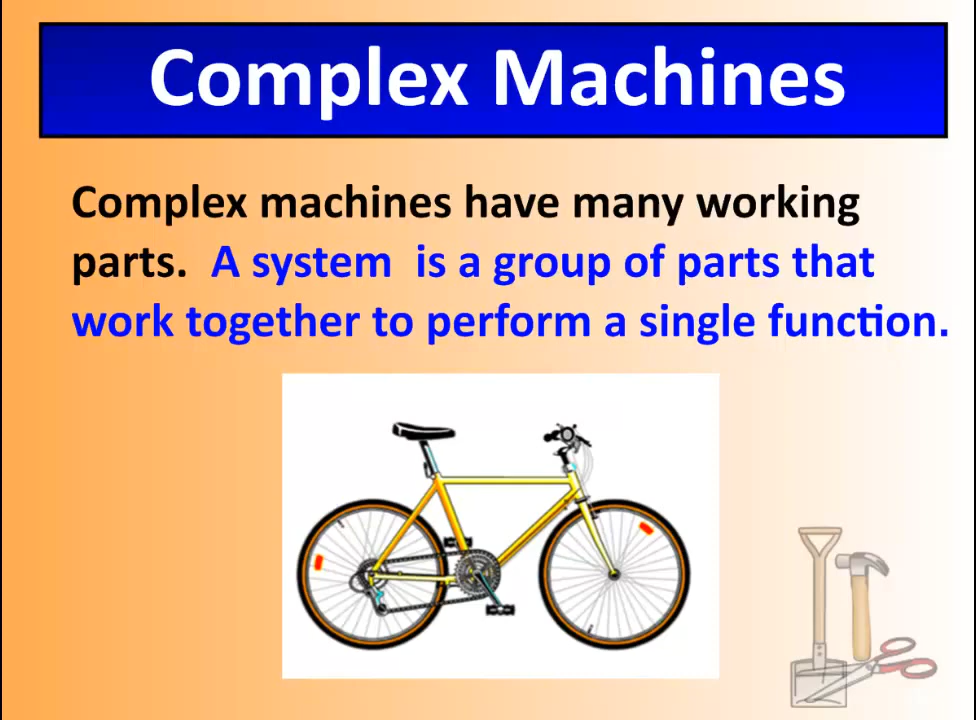 Complex Machines
Complex machines have many working
parts.  A system  is a group of parts that
work together to perform a single function.